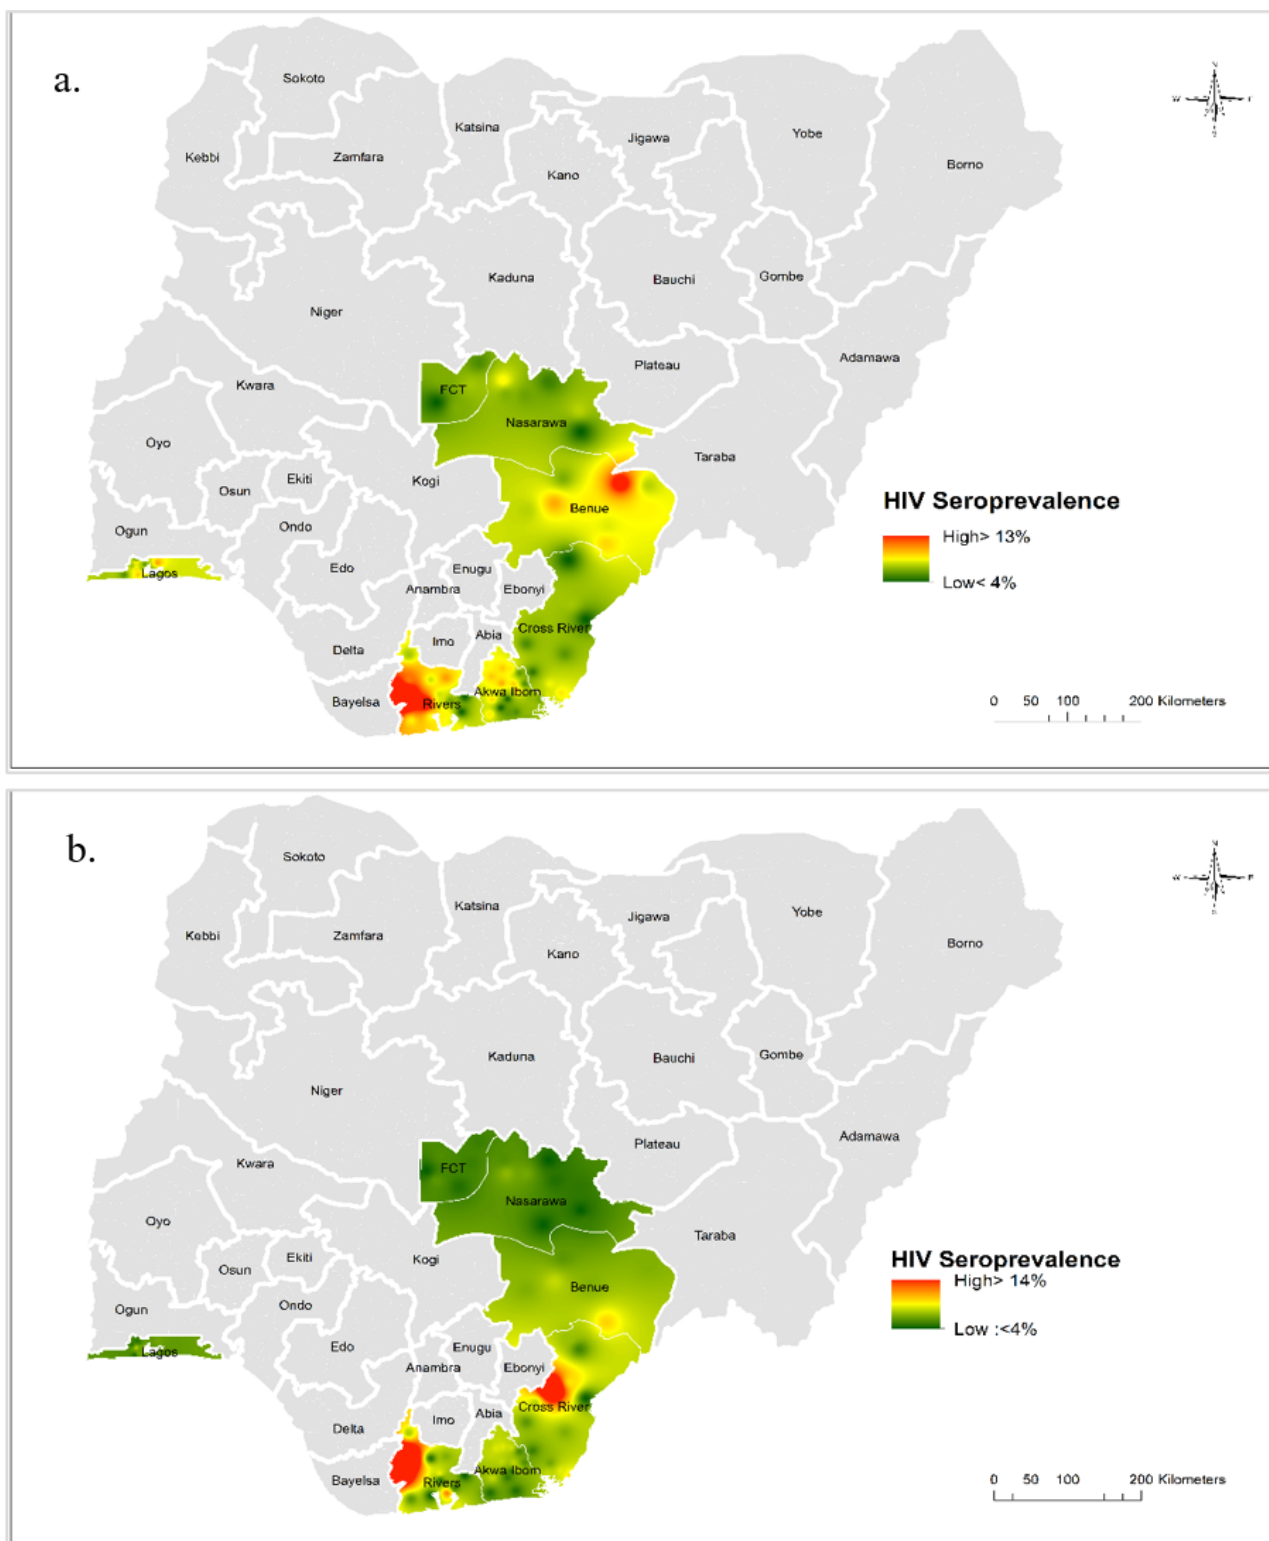 a.
N
W
E
S
Sokoto
Katsina
Jigawa
Yobe
Kebbi
Zamfara
Kano
Borno
Kaduna
Bauchi
Gombe
Niger
Plateau
Adamawa
FCT
Kwara
Nasarawa
Oyo
Taraba
Osun
Ekiti
Kogi
Benue
HIV Seroprevalence
High> 13%
Low< 4%
Ogun
Ondo
Lagos
Edo
Enugu
Anambra
Ebonyi
Cross River
Delta
Imo
Abia
Bayelsa
Rivers
Akwa Ibom
0 50 100 200 Kilometers
b.
N
W
E
S
Sokoto
Katsina
Jigawa
Yobe
Kebbi
Zamfara
Kano
Borno
Kaduna
Bauchi
Gombe
Niger
Plateau
Adamawa
FCT
Kwara
Nasarawa
Oyo
Taraba
Osun
Ekiti
Kogi
Benue
HIV Seroprevalence
High> 14%
Low :<4%
Ogun
Ondo
Lagos
Edo
Enugu
Anambra
Ebonyi
Cross River
Delta
Imo
Abia
Bayelsa
Rivers
Akwa Ibom
0 50 100 200 Kilometers